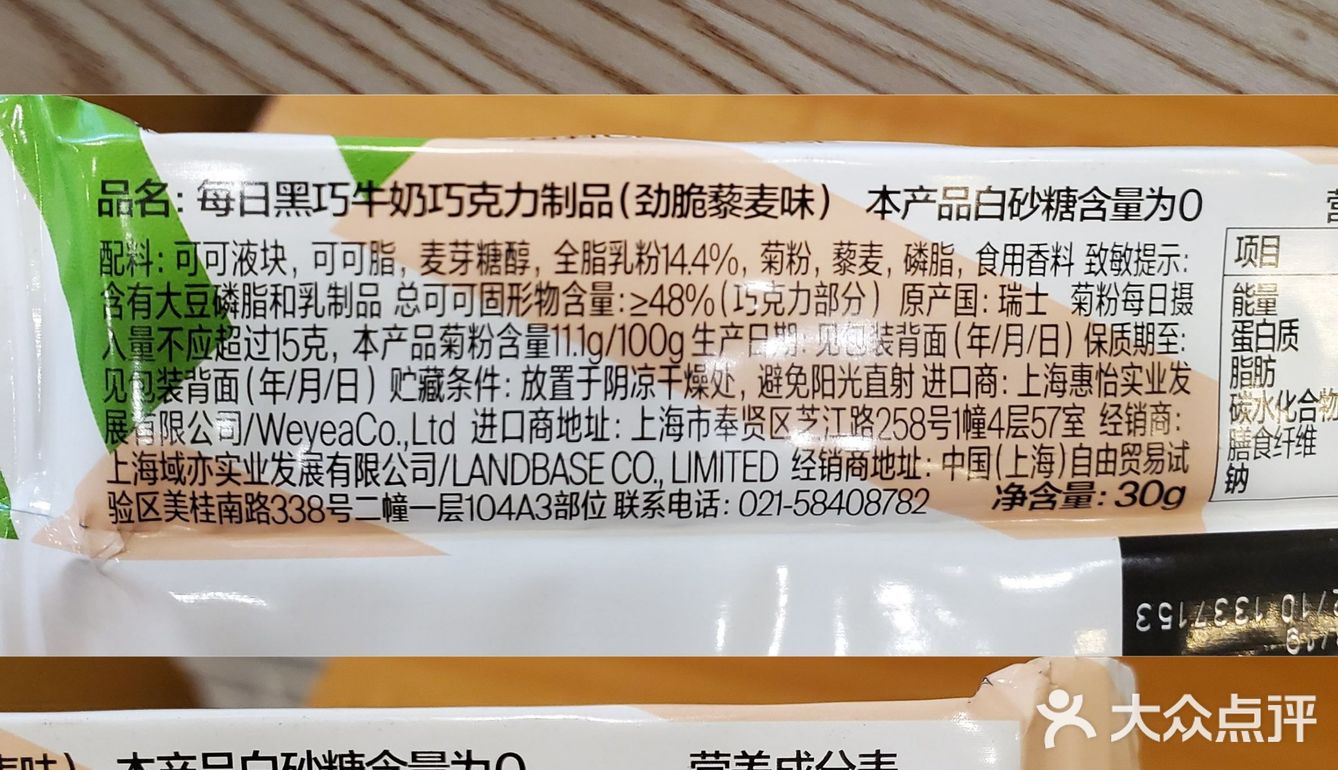 品名：每日黑巧牛奶巧克力制品（劲脆藜麦味） 本产品白砂糖含量为0
配料：可可液块，可可脂，麦芽糖醇，全脂乳粉14.4%，菊粉，藜麦，磷脂，食用香料 致敏提示：
含有大豆磷脂和乳制品 总可可固形物含量：≥48%（巧克力部分） 原产国：瑞士 菊粉每日摄
入量不应超过15克，本产品菊粉含量11.1g/100g 生产日期：见包装背面（年/月/日）保质期至：
见包装背面（年/月/日） 贮藏条件：放置于阴凉干燥处，避免阳光直射 进口商：上海惠怡实业发
展有限公司/WeyeaCo.,Ltd 进口商地址：上海市奉贤区芝江路258号1幢4层57室 经销商：
上海域亦实业发展有限公司/LANDBASE CO., LIMITED 经销商地址：中国（上海）自由贸易试
验区美桂南路338号二幢一层104A3部位 联系电话：021-58408782 净含量：30g
项目
能量
蛋白质
脂肪
碳水化合物
膳食纤维
钠
/10 1337153
大众点评
味） 本产品白砂糖含量为0 营养成分表